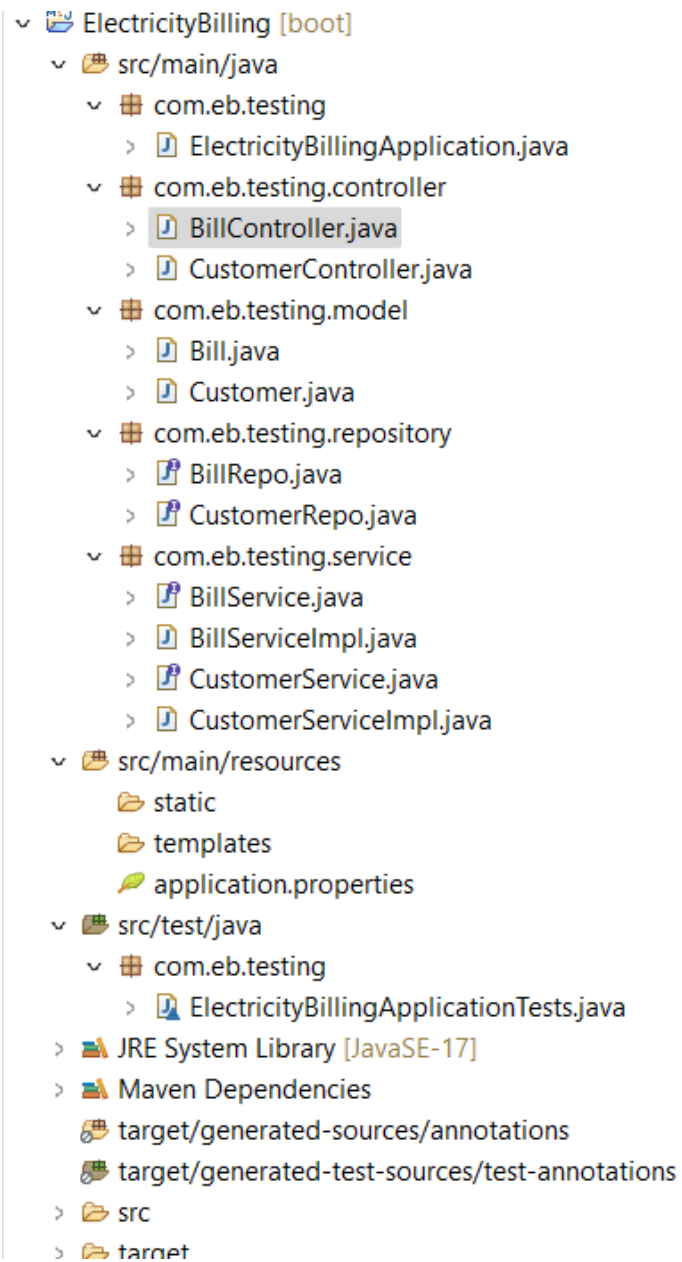 ElectricityBilling [boot]
src/main/java
com.eb.testing
ElectricityBillingApplication.java
com.eb.testing.controller
BillController.java
CustomerController.java
com.eb.testing.model
Bill.java
Customer.java
com.eb.testing.repository
BillRepo.java
CustomerRepo.java
com.eb.testing.service
BillService.java
BillServiceImpl.java
CustomerService.java
CustomerServiceImpl.java
src/main/resources
static
templates
application.properties
src/test/java
com.eb.testing
ElectricityBillingApplicationTests.java
JRE System Library [JavaSE-17]
Maven Dependencies
target/generated-sources/annotations
target/generated-test-sources/test-annotations
src
target